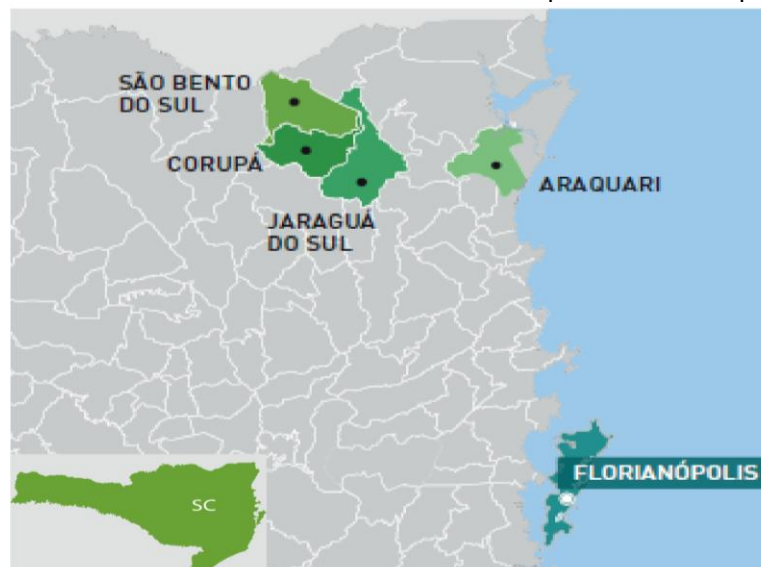 SÃO BENTO
DO SUL
CORUPÁ
JARAGUÁ
DO SUL
ARAQUARI
FLORIANÓPOLIS
SC